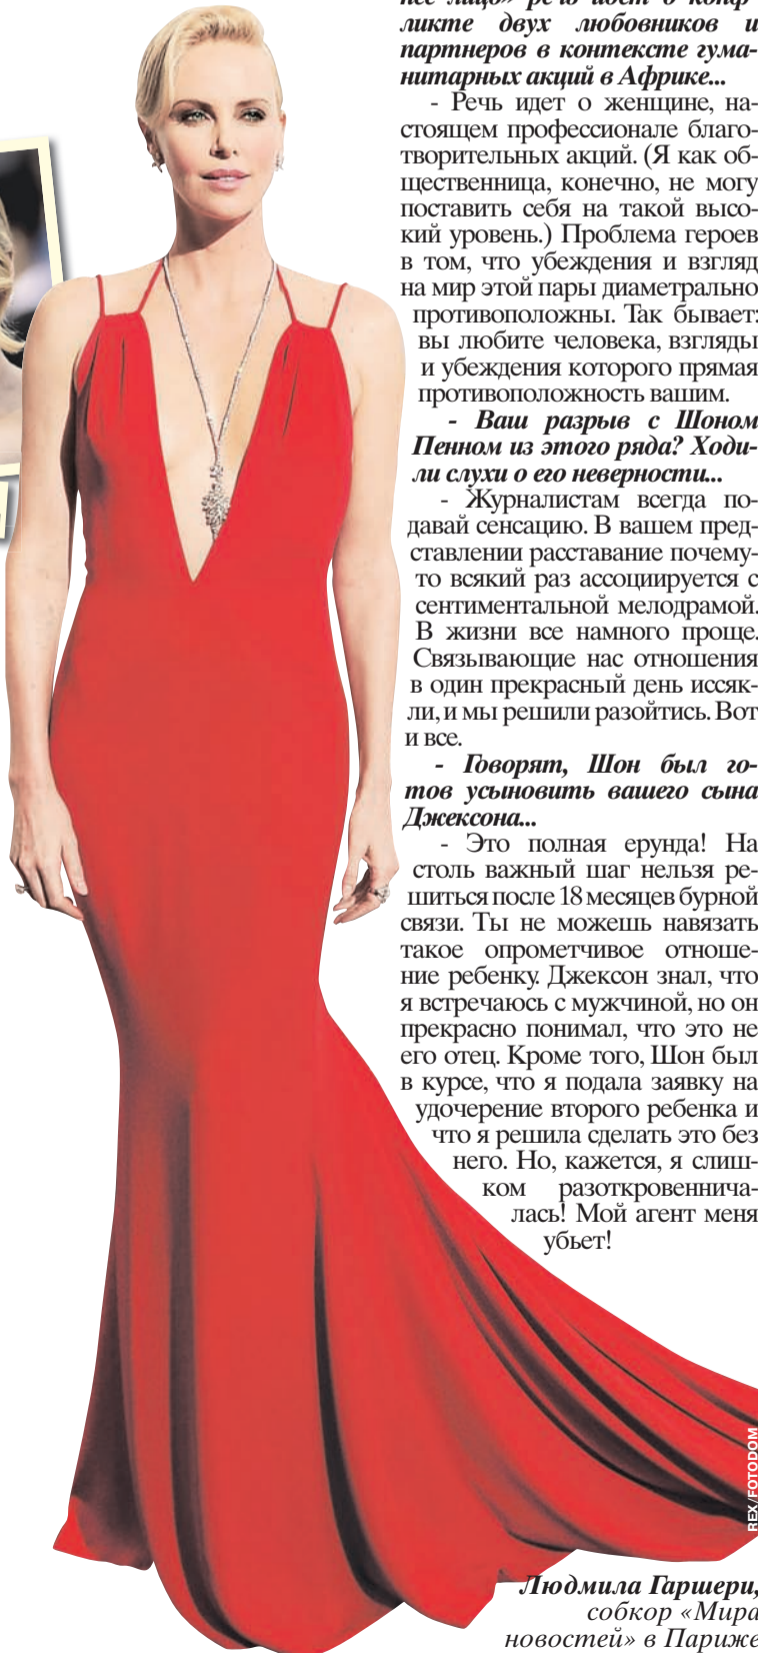 ликте двух любовников и
партнеров в контексте гума-
нитарных акций в Африке...
- Речь идет о женщине, на-
стоящем профессионале благо-
творительных акций. (Я как об-
щественница, конечно, не могу
поставить себя на такой высо-
кий уровень.) Проблема героев
в том, что убеждения и взгляд
на мир этой пары диаметрально
противоположны. Так бывает:
вы любите человека, взгляды
и убеждения которого прямая
противоположность вашим.
- Ваш разрыв с Шоном
Пенном из этого ряда? Ходи-
ли слухи о его неверности...
- Журналистам всегда по-
давай сенсацию. В вашем пред-
ставлении расставание почему-
то всякий раз ассоциируется с
сентиментальной мелодрамой.
В жизни все намного проще.
Связывающие нас отношения
в один прекрасный день иссяк-
ли, и мы решили разойтись. Вот
и все.
- Говорят, Шон был го-
тов усыновить вашего сына
Джексона...
- Это полная ерунда! На
столь важный шаг нельзя ре-
шиться после 18 месяцев бурной
связи. Ты не можешь навязать
такое опрометчивое отноше-
ние ребенку. Джексон знал, что
я встречаюсь с мужчиной, но он
прекрасно понимал, что это не
его отец. Кроме того, Шон был
в курсе, что я подала заявку на
удочерение второго ребенка и
что я решила сделать это без
него. Но, кажется, я слиш-
ком разоткровеннича-
лась! Мой агент меня
убьет!
REX/FOTODOM
Людмила Гаршери,
собкор «Мира
новостей» в Париже